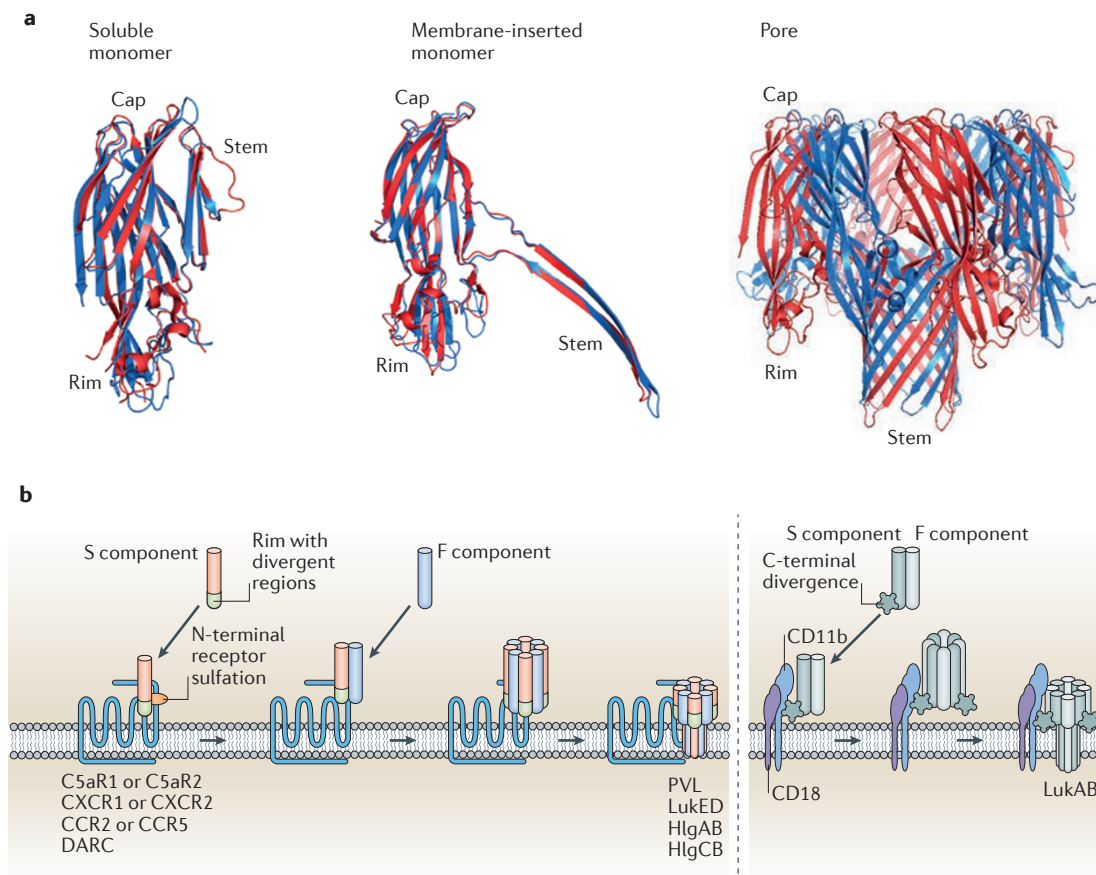 a
Soluble
monomer
Membrane-inserted
monomer
Pore
Cap
Stem
Rim
Cap
Rim
Stem
Cap
Rim
Stem
b
S component
Rim with
divergent
regions
F component
N-terminal
receptor
sulfation
C5aR1 or C5aR2
CXCR1 or CXCR2
CCR2 or CCR5
DARC
PVL
LukED
HlgAB
HlgCB
S component
F component
C-terminal
divergence
CD11b
CD18
LukAB